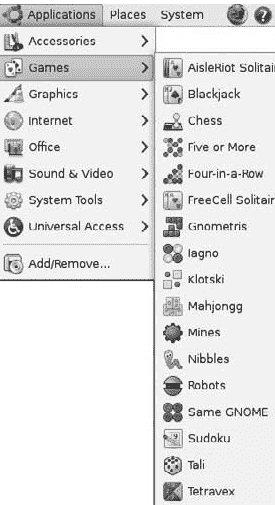 Applications Places System
Accessories
Games
Graphics
Internet
Office
Sound & Video
System Tools
Universal Access
Add/Remove...
AisleRiot Solitai
Blackjack
Chess
Five or More
Four-in-a-Row
FreeCell Solitair
Gnometris
Iagno
Klotski
Mahjongg
Mines
Nibbles
Robots
Same GNOME
Sudoku
Tali
Tetravex